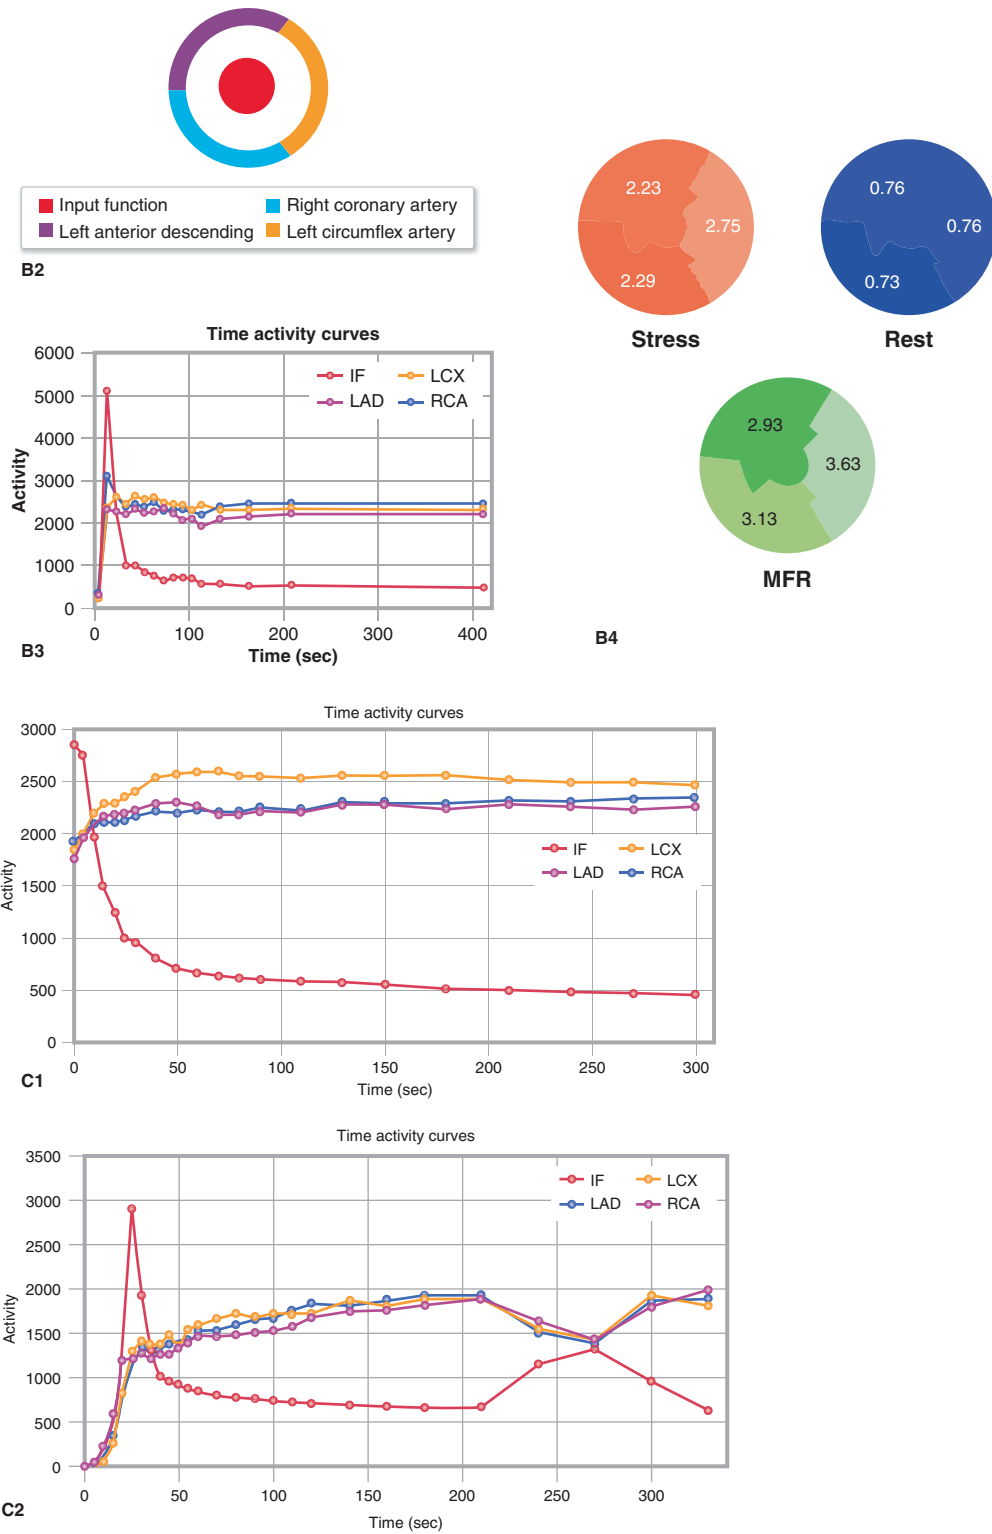 Input function
Right coronary artery
Left anterior descending
Left circumflex artery
B2
2.23
2.75
2.29
Stress
0.76
0.76
0.73
Rest
2.93
3.63
3.13
MFR
B4
Time activity curves
6000
5000
4000
3000
2000
1000
0
Activity
IF
LCX
LAD
RCA
0 100 200 300 400
Time (sec)
B3
Time activity curves
3000
2500
2000
1500
1000
500
0
Activity
IF
LCX
LAD
RCA
0 50 100 150 200 250 300
Time (sec)
C1
Time activity curves
3500
3000
2500
2000
1500
1000
500
0
Activity
IF
LCX
LAD
RCA
0 50 100 150 200 250 300
Time (sec)
C2